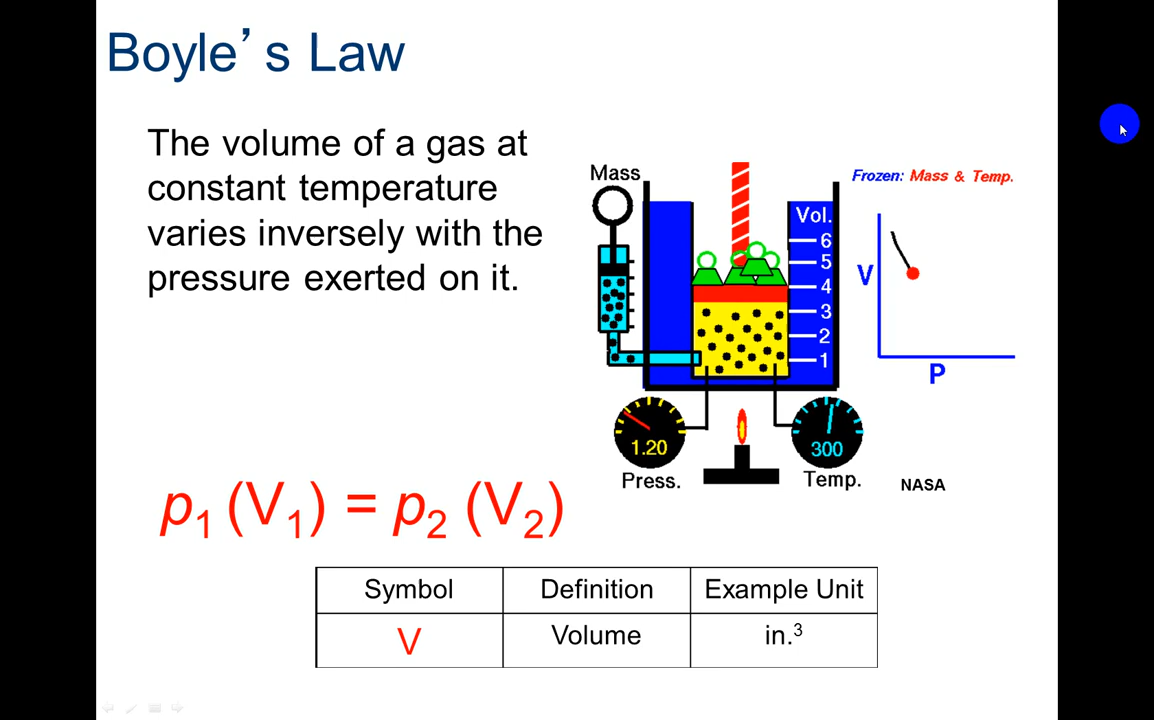 Boyle’s Law
The volume of a gas at
constant temperature
varies inversely with the
pressure exerted on it.
Mass
Frozen: Mass & Temp.
Vol.
6
5
4
3
2
1
V
P
1.20
300
Press.
Temp.
NASA
p₁ (V₁) = p₂ (V₂)
Symbol Definition Example Unit
V Volume in.³